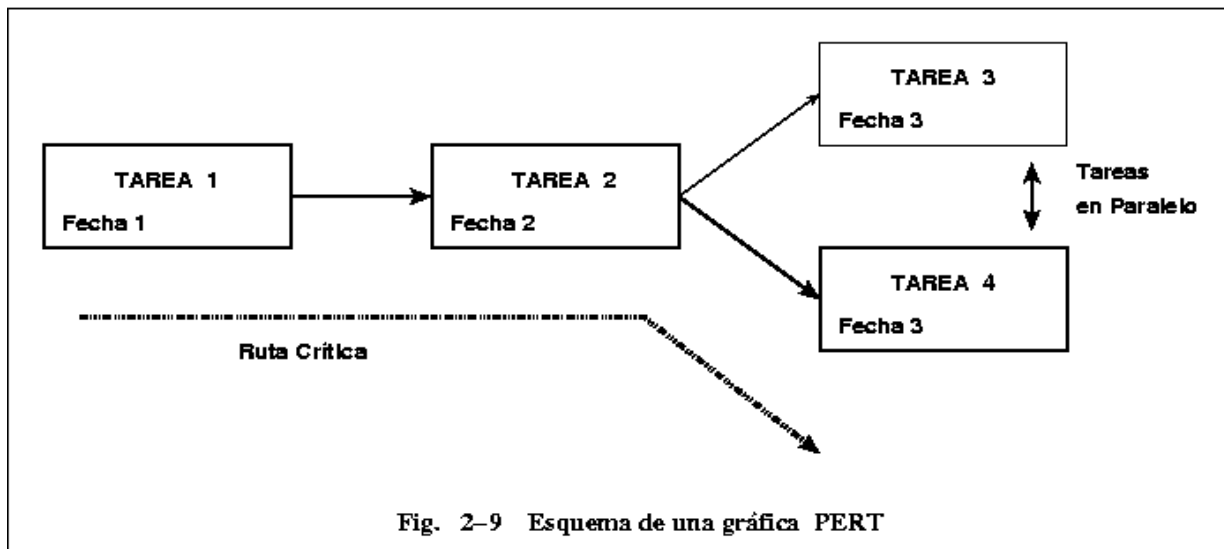 TAREA 3
Fecha 3
TAREA 1
Fecha 1
TAREA 2
Fecha 2
Tareas
en Paralelo
TAREA 4
Fecha 3
Ruta Crítica
Fig. 2–9 Esquema de una gráfica PERT